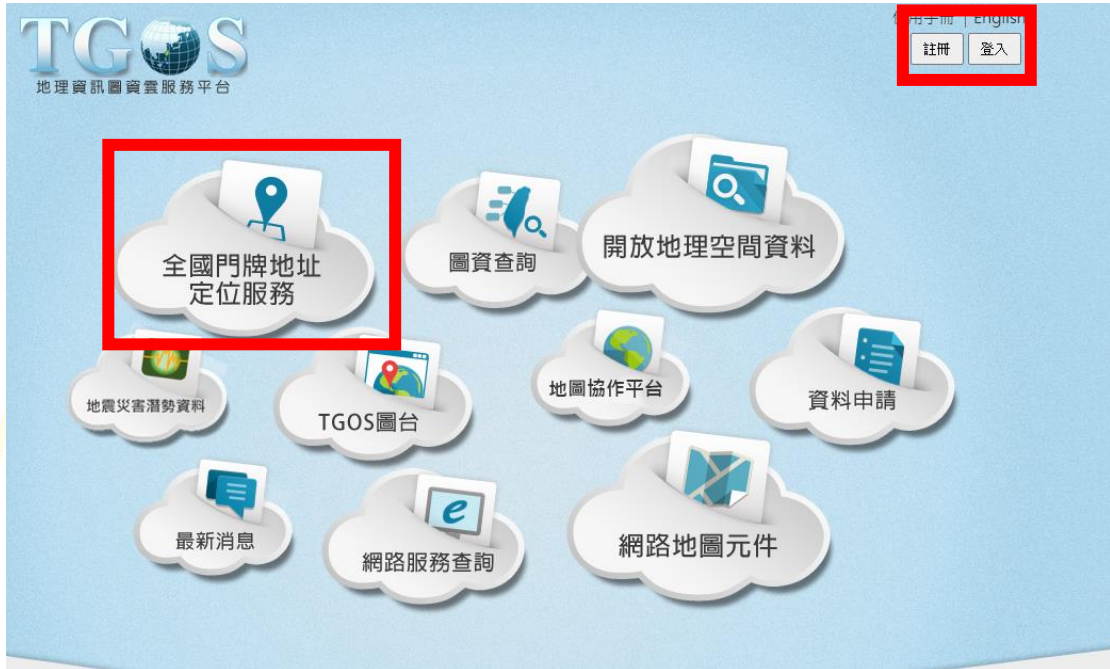 TGOS
地理資訊圖資雲服務平台
使用手冊 | English
註冊 登入
全國門牌地址
定位服務
圖資查詢
開放地理空間資料
地震災害潛勢資料
TGOS圖台
地圖協作平台
資料申請
最新消息
網路服務查詢
網路地圖元件